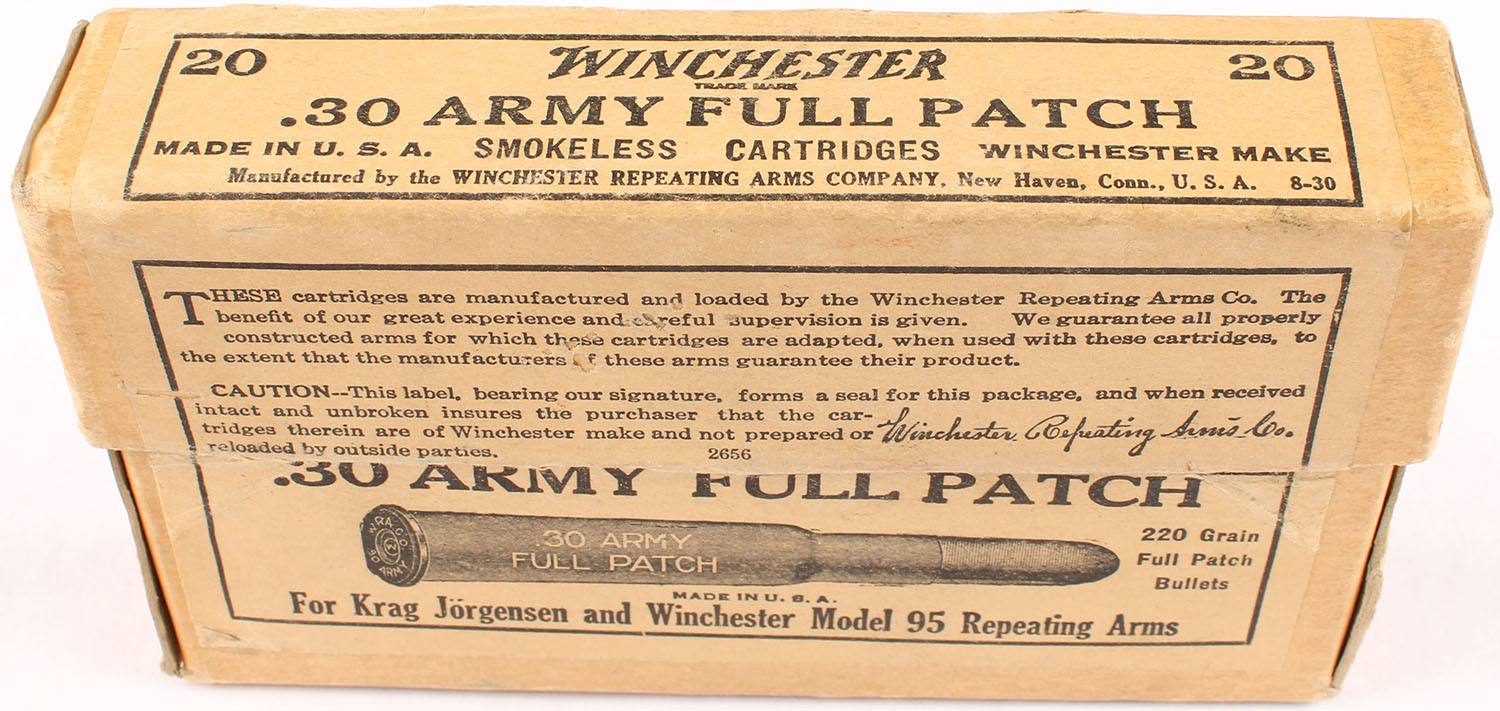 20 WINCHESTER 20
TRADE MARK
.30 ARMY FULL PATCH
MADE IN U. S. A. SMOKELESS CARTRIDGES WINCHESTER MAKE
Manufactured by the WINCHESTER REPEATING ARMS COMPANY, New Haven, Conn., U. S. A. 8-30
THESE cartridges are manufactured and loaded by the Winchester Repeating Arms Co. The
benefit of our great experience and careful supervision is given. We guarantee all properly
constructed arms for which these cartridges are adapted, when used with these cartridges, to
the extent that the manufacturers of these arms guarantee their product.
CAUTION--This label, bearing our signature, forms a seal for this package, and when received
intact and unbroken insures the purchaser that the car-
tridges therein are of Winchester make and not prepared or Winchester Repeating Arms Co.
reloaded by outside parties. 2656
.30 ARMY FULL PATCH
W.R.A. CO.
30 ARMY
30 ARMY
FULL PATCH
220 Grain
Full Patch
Bullets
MADE IN U. S. A.
For Krag Jörgensen and Winchester Model 95 Repeating Arms